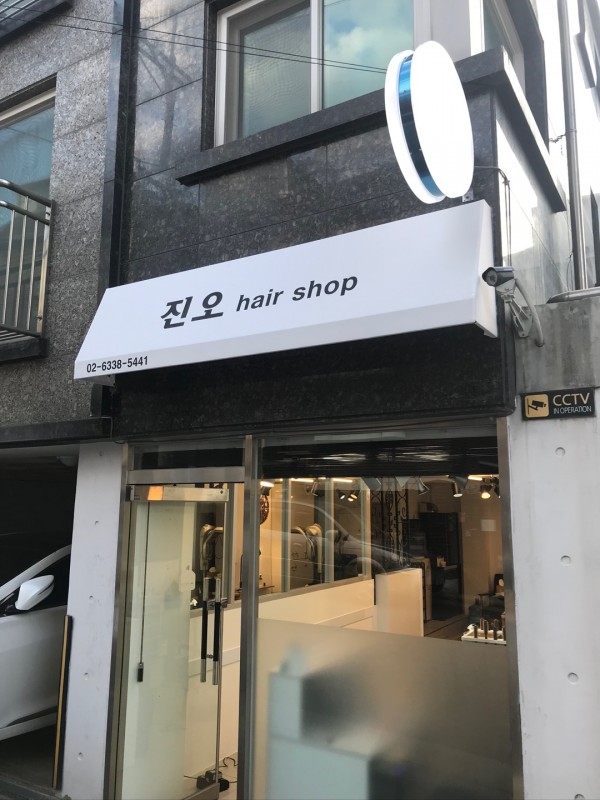 진오 hair shop
02-6338-5441
CCTV
IN OPERATION